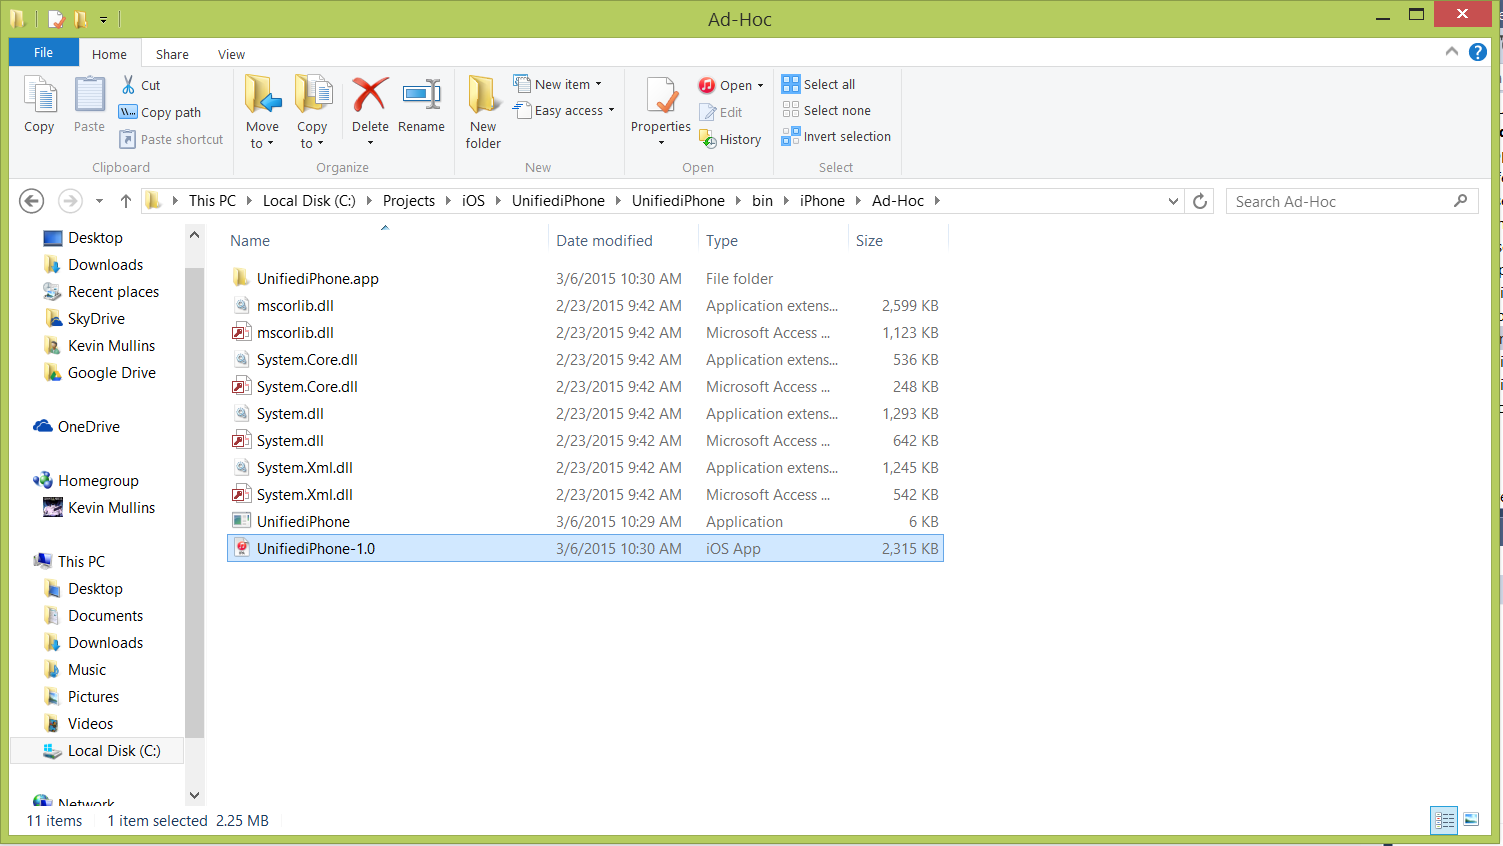 Ad-Hoc
File Home Share View
Copy Paste Cut Copy path Paste shortcut
Clipboard
Move to Copy to Delete Rename
Organize
New folder New item Easy access
New
Properties Open Edit History
Open
Select all Select none Invert selection
Select
This PC Local Disk (C:) Projects iOS UnifiediPhone UnifiediPhone bin iPhone Ad-Hoc Search Ad-Hoc
Desktop
Downloads
Recent places
SkyDrive
Kevin Mullins
Google Drive
OneDrive
Homegroup
Kevin Mullins
This PC
Desktop
Documents
Downloads
Music
Pictures
Videos
Local Disk (C:)
Network
Name Date modified Type Size
UnifiediPhone.app 3/6/2015 10:30 AM File folder
mscorlib.dll 2/23/2015 9:42 AM Application extens... 2,599 KB
mscorlib.dll 2/23/2015 9:42 AM Microsoft Access ... 1,123 KB
System.Core.dll 2/23/2015 9:42 AM Application extens... 536 KB
System.Core.dll 2/23/2015 9:42 AM Microsoft Access ... 248 KB
System.dll 2/23/2015 9:42 AM Application extens... 1,293 KB
System.dll 2/23/2015 9:42 AM Microsoft Access ... 642 KB
System.Xml.dll 2/23/2015 9:42 AM Application extens... 1,245 KB
System.Xml.dll 2/23/2015 9:42 AM Microsoft Access ... 542 KB
UnifiediPhone 3/6/2015 10:29 AM Application 6 KB
UnifiediPhone-1.0 3/6/2015 10:30 AM iOS App 2,315 KB
11 items 1 item selected 2.25 MB